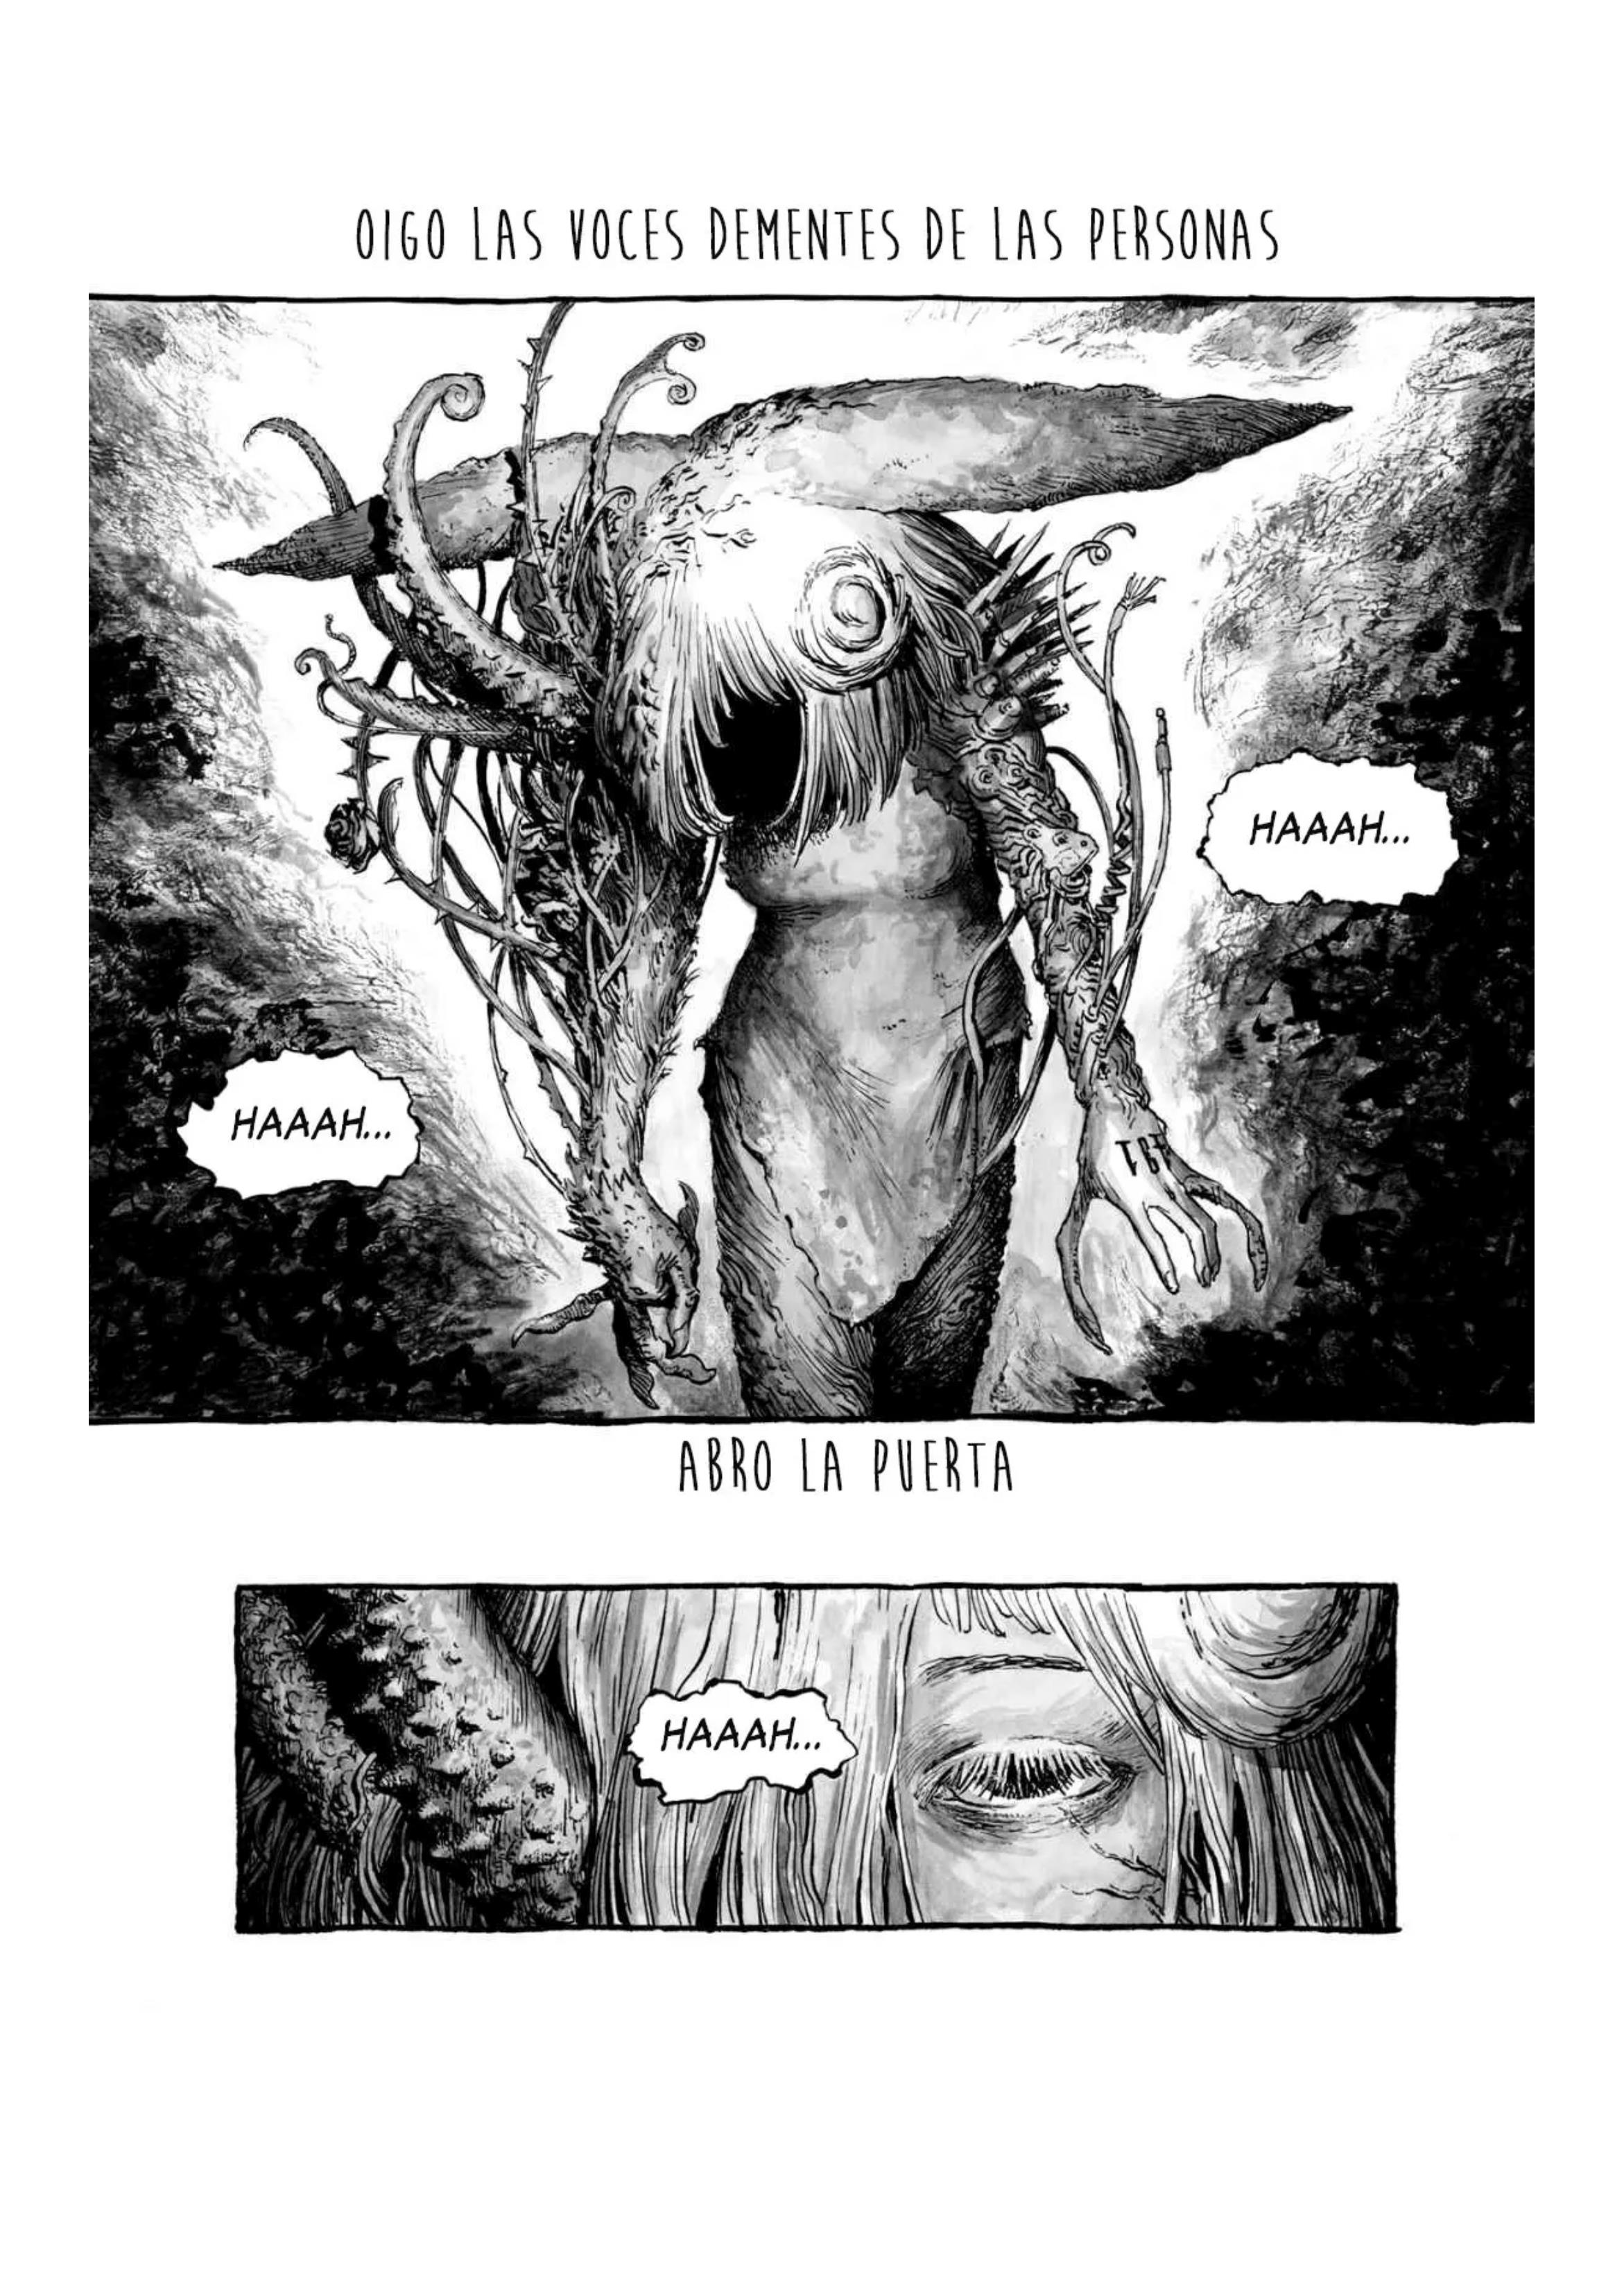 OIGO LAS VOCES DEMENTES DE LAS PERSONAS
HAAAH...
HAAAH...
ABRO LA PUERTA
HAAAH...